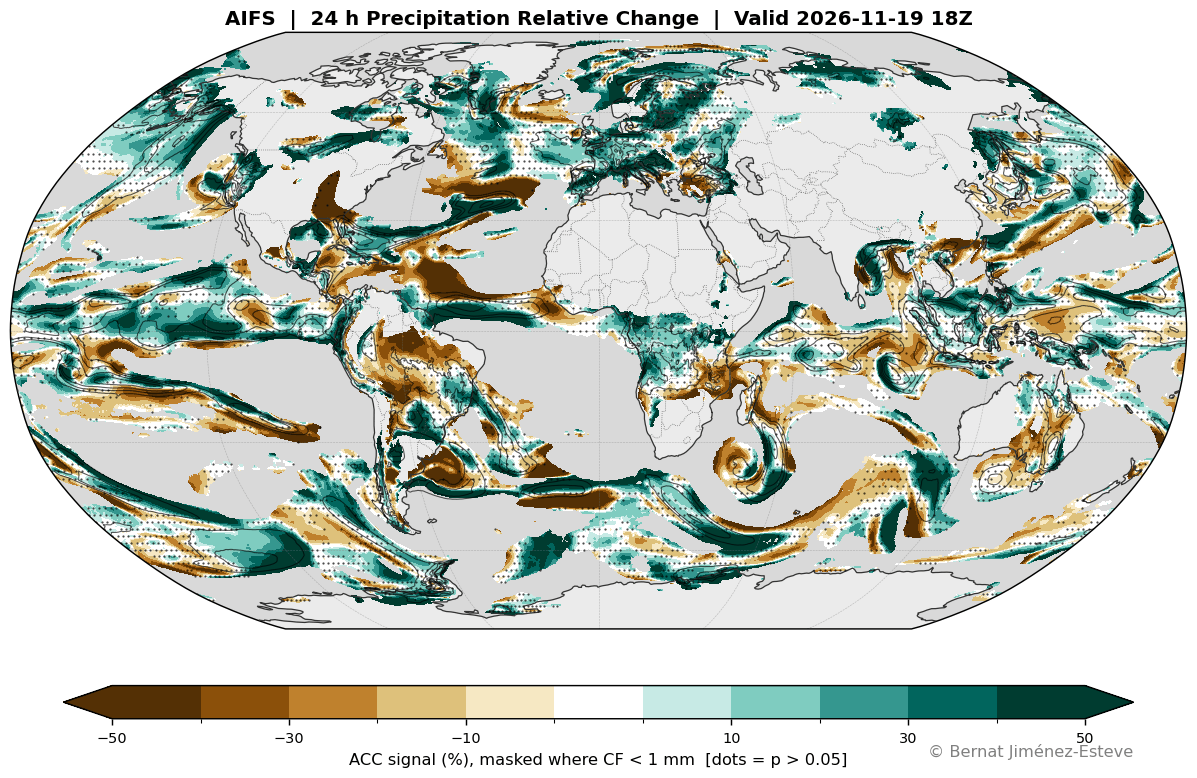 AIFS | 24 h Precipitation Relative Change | Valid 2026-11-19 18Z
−50 −30 −10 10 30 50
ACC signal (%), masked where CF < 1 mm [dots = p > 0.05]
© Bernat Jiménez-Esteve